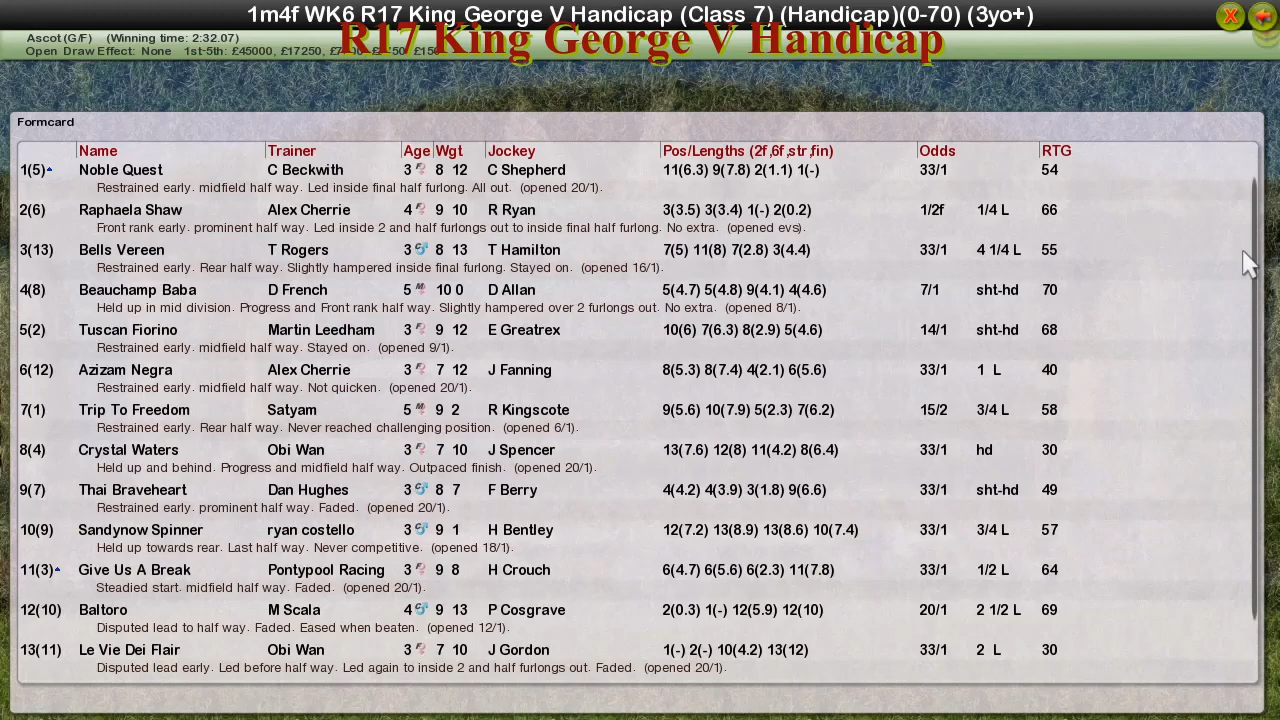 1m4f WK6 R17 King George V Handicap (Class 7) (Handicap)(0-70) (3yo+)
R17 King George V Handicap
Ascot (G/F) (Winning time: 2:32.07)
Open Draw Effect: None 1st-5th: £45000, £17250,
Formcard
Name Trainer Age Wgt Jockey Pos/Lengths (2f,6f,str,fin) Odds RTG
1(5) Noble Quest C Beckwith 3 8 12 C Shepherd 11(6.3) 9(7.8) 2(1.1) 1(-) 33/1 54
Restrained early. midfield half way. Led inside final half furlong. All out. (opened 20/1).
2(6) Raphaela Shaw Alex Cherrie 4 9 10 R Ryan 3(3.5) 3(3.4) 1(-) 2(0.2) 1/2f 1/4 L 66
Front rank early. prominent half way. Led inside 2 and half furlongs out to inside final half furlong. No extra. (opened evs).
3(13) Bells Vereen T Rogers 3 8 13 T Hamilton 7(5) 11(8) 7(2.8) 3(4.4) 33/1 4 1/4 L 55
Restrained early. Rear half way. Slightly hampered inside final furlong. Stayed on. (opened 16/1).
4(8) Beauchamp Baba D French 5 10 0 D Allan 5(4.7) 5(4.8) 9(4.1) 4(4.6) 7/1 sht-hd 70
Held up in mid division. Progress and Front rank half way. Slightly hampered over 2 furlongs out. No extra. (opened 8/1).
5(2) Tuscan Fiorino Martin Leedham 3 9 12 E Greatrex 10(6) 7(6.3) 8(2.9) 5(4.6) 14/1 sht-hd 68
Restrained early. midfield half way. Stayed on. (opened 9/1).
6(12) Azizam Negra Alex Cherrie 3 7 12 J Fanning 8(5.3) 8(7.4) 4(2.1) 6(5.6) 33/1 1 L 40
Restrained early. midfield half way. Not quicken. (opened 20/1).
7(1) Trip To Freedom Satyam 5 9 2 R Kingscote 9(5.6) 10(7.9) 5(2.3) 7(6.2) 15/2 3/4 L 58
Restrained early. Rear half way. Never reached challenging position. (opened 6/1).
8(4) Crystal Waters Obi Wan 3 7 10 J Spencer 13(7.6) 12(8) 11(4.2) 8(6.4) 33/1 hd 30
Held up and behind. Progress and midfield half way. Outpaced finish. (opened 20/1).
9(7) Thai Braveheart Dan Hughes 3 8 7 F Berry 4(4.2) 4(3.9) 3(1.8) 9(6.6) 33/1 sht-hd 49
Restrained early. prominent half way. Faded. (opened 20/1).
10(9) Sandynow Spinner ryan costello 3 9 1 H Bentley 12(7.2) 13(8.9) 13(8.6) 10(7.4) 33/1 3/4 L 57
Held up towards rear. Last half way. Never competitive. (opened 18/1).
11(3) Give Us A Break Pontypool Racing 3 9 8 H Crouch 6(4.7) 6(5.6) 6(2.3) 11(7.8) 33/1 1/2 L 64
Steadied start. midfield half way. Faded. (opened 20/1).
12(10) Baltoro M Scala 4 9 13 P Cosgrave 2(0.3) 1(-) 12(5.9) 12(10) 20/1 2 1/2 L 69
Disputed lead to half way. Faded. Eased when beaten. (opened 12/1).
13(11) Le Vie Dei Flair Obi Wan 3 7 10 J Gordon 1(-) 2(-) 10(4.2) 13(12) 33/1 2 L 30
Disputed lead early. Led before half way. Led again to inside 2 and half furlongs out. Faded. (opened 20/1).